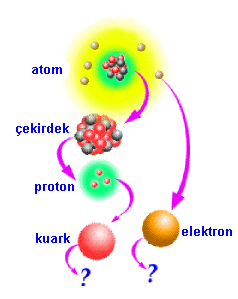 atom
çekirdek
proton
kuark
elektron
?
?